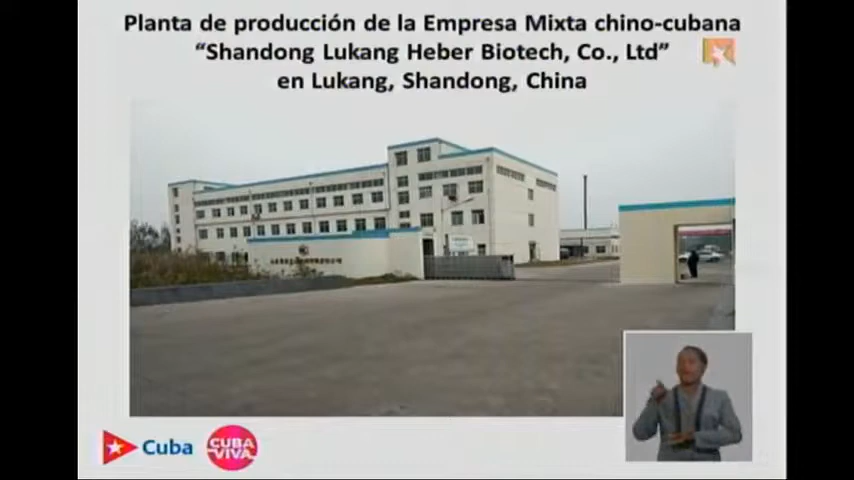 Planta de producción de la Empresa Mixta chino-cubana
“Shandong Lukang Heber Biotech, Co., Ltd”
en Lukang, Shandong, China
Cuba
CUBA
VIVA